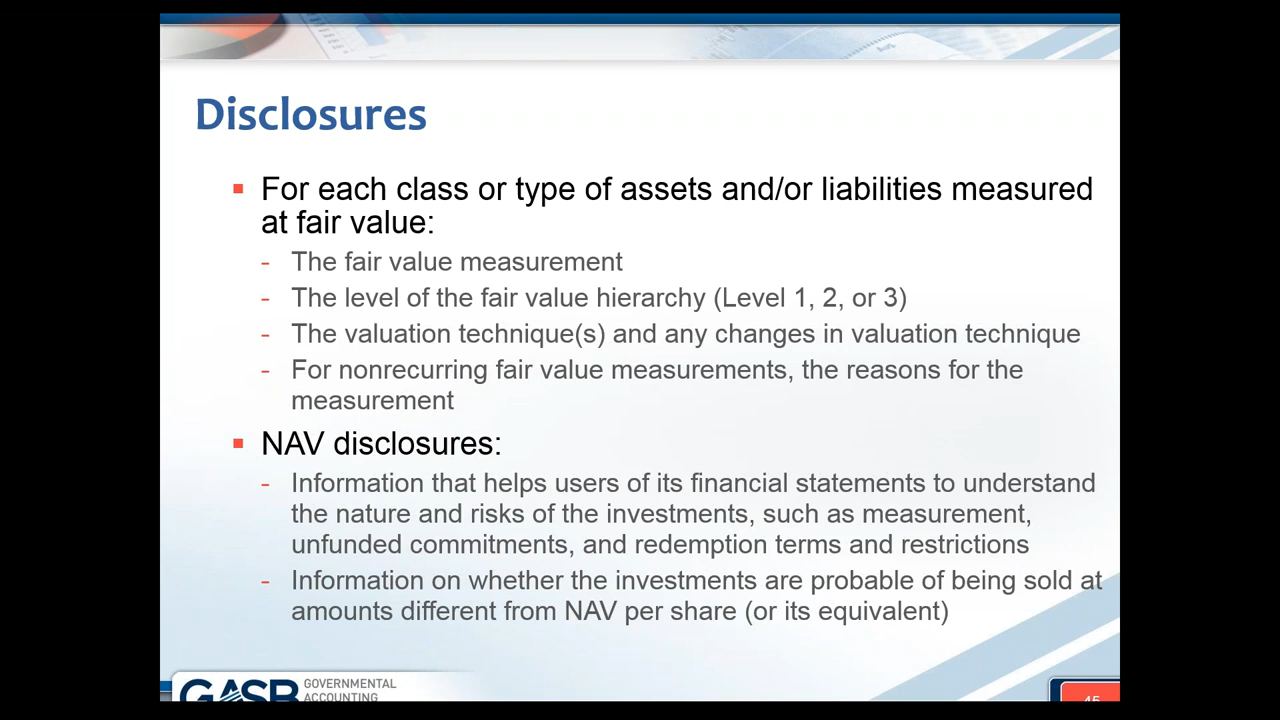 Disclosures
For each class or type of assets and/or liabilities measured
at fair value:
- The fair value measurement
- The level of the fair value hierarchy (Level 1, 2, or 3)
- The valuation technique(s) and any changes in valuation technique
- For nonrecurring fair value measurements, the reasons for the
measurement
NAV disclosures:
- Information that helps users of its financial statements to understand
the nature and risks of the investments, such as measurement,
unfunded commitments, and redemption terms and restrictions
- Information on whether the investments are probable of being sold at
amounts different from NAV per share (or its equivalent)
GASB
GOVERNMENTAL
ACCOUNTING
45